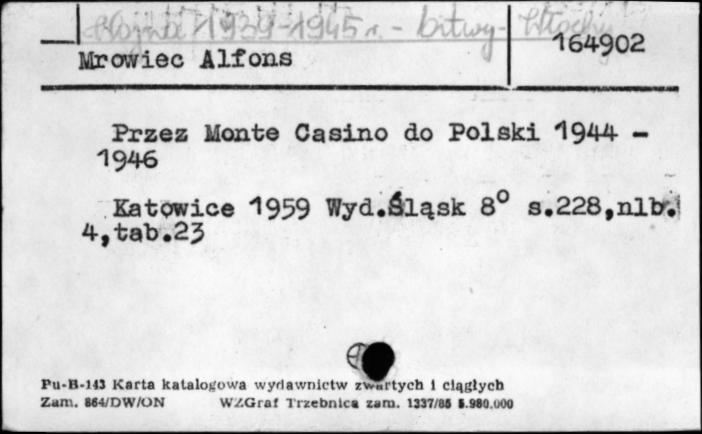 Wojna 1939-1945 r. - bitwy - Włochy
164902
Mrowiec Alfons
Przez Monte Casino do Polski 1944 -
1946
Katowice 1959 Wyd.Śląsk 8° s.228,nlb.
4,tab.23
Pu-B-143 Karta katalogowa wydawnictw zwartych i ciągłych
Zam. 864/DW/ON WZGraf Trzebnica zam. 1337/85 5.980.000